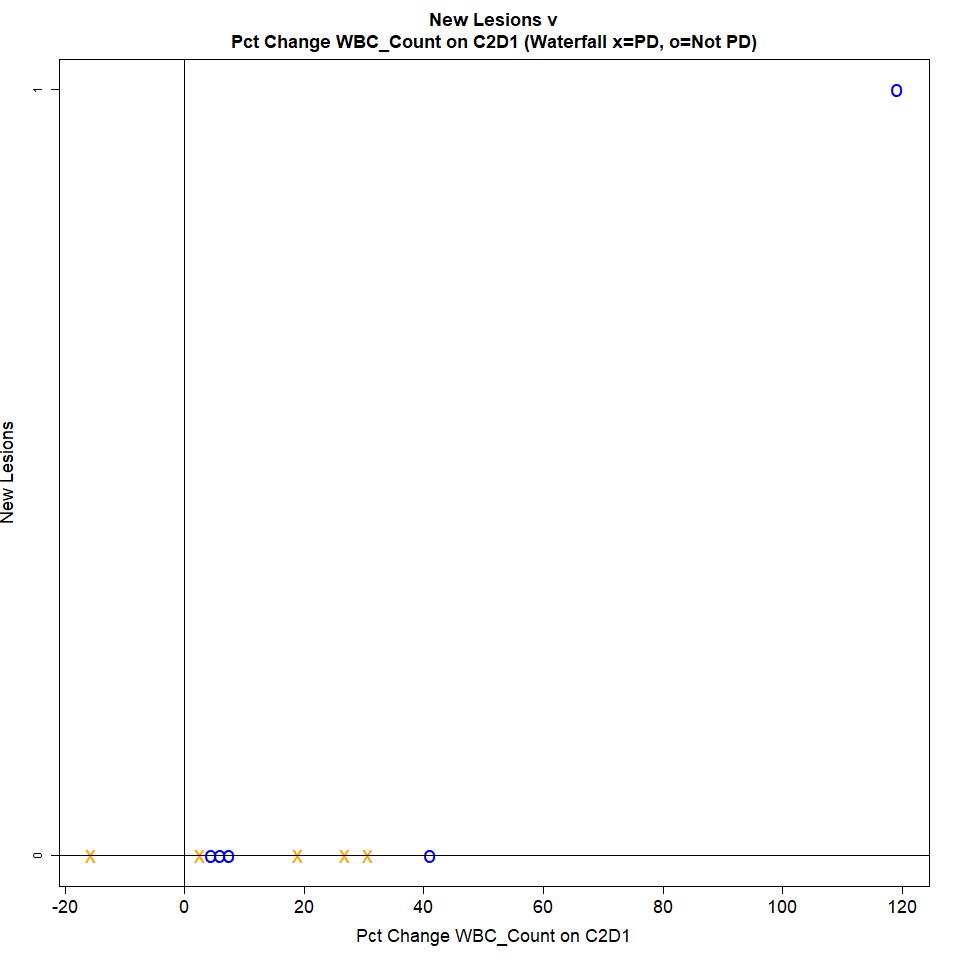 New Lesions v
Pct Change WBC_Count on C2D1 (Waterfall x=PD, o=Not PD)
1
o
New Lesions
0
x x o o o x x x o
-20 0 20 40 60 80 100 120
Pct Change WBC_Count on C2D1